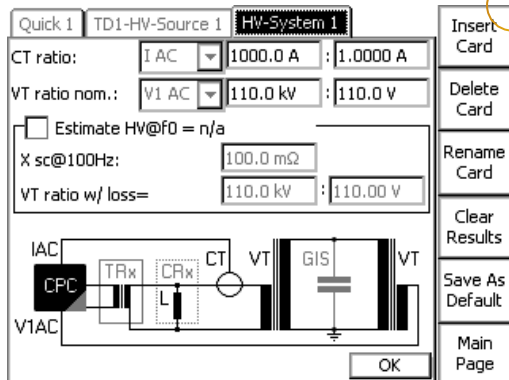 Quick 1 TD1-HV-Source 1 HV-System 1
CT ratio: I AC 1000.0 A : 1.0000 A
VT ratio nom.: V1 AC 110.0 kV : 110.0 V
Estimate HV@f0 = n/a
X sc@100Hz: 100.0 mΩ
VT ratio w/ loss= 110.0 kV : 110.00 V
IAC
TRx CRx CT VT GIS VT
CPC
L
V1AC
OK
Insert
Card
Delete
Card
Rename
Card
Clear
Results
Save As
Default
Main
Page